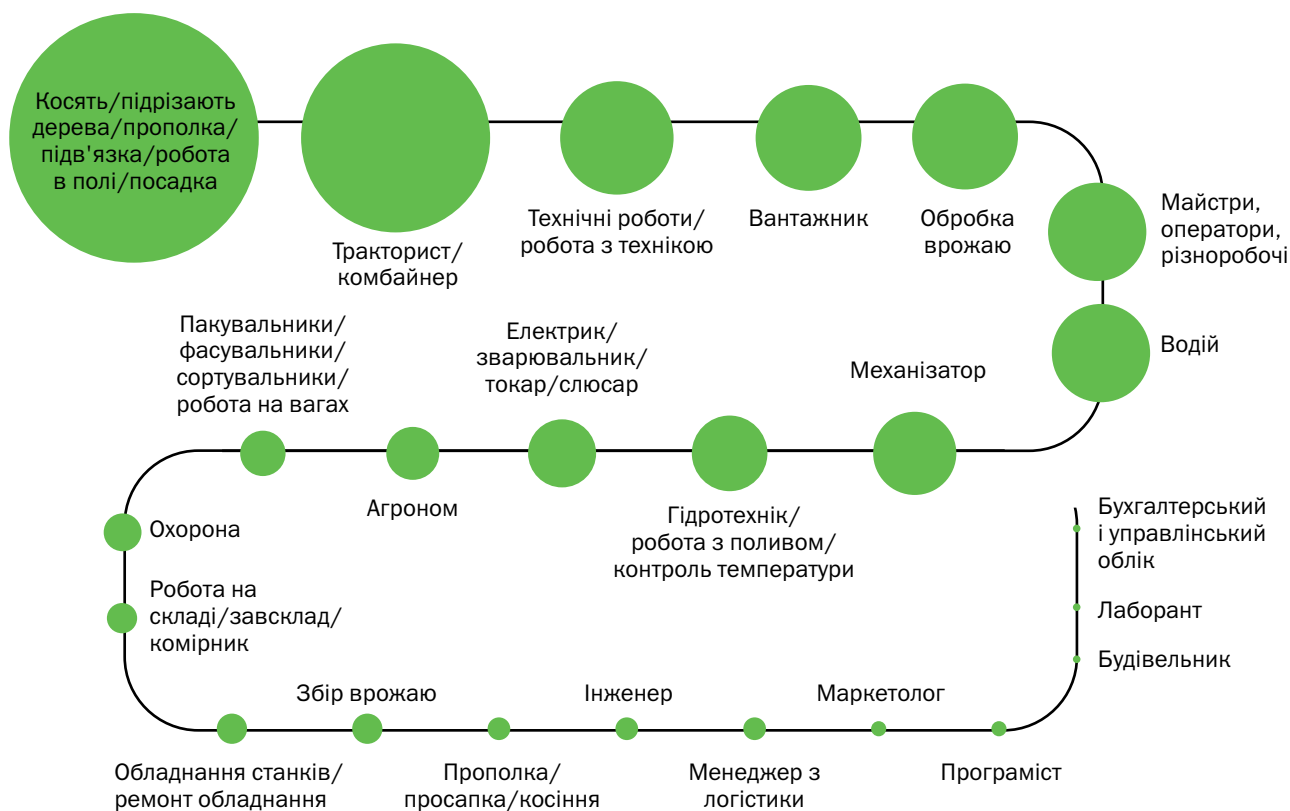 Косять/підрізають
дерева/прополка/
підв'язка/робота
в полі/посадка
Тракторист/
комбайнер
Технічні роботи/
робота з технікою
Вантажник
Обробка
врожаю
Майстри,
оператори,
різноробочі
Водій
Механізатор
Гідротехнік/
робота з поливом/
контроль температури
Електрик/
зварювальник/
токар/слюсар
Агроном
Пакувальники/
фасувальники/
сортувальники/
робота на вагах
Охорона
Робота на
складі/завсклад/
комірник
Обладнання станків/
ремонт обладнання
Збір врожаю
Прополка/
просапка/косіння
Інженер
Менеджер з
логістики
Маркетолог
Програміст
Будівельник
Лаборант
Бухгалтерський
і управлінський
облік